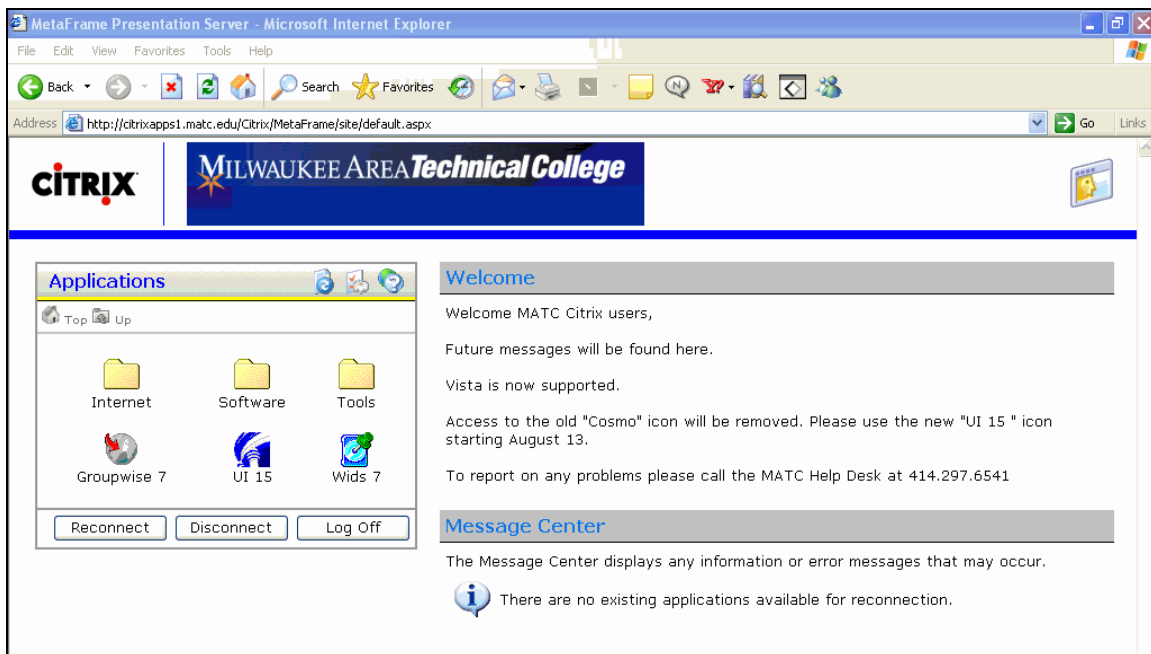 MetaFrame Presentation Server - Microsoft Internet Explorer
File Edit View Favorites Tools Help
Back Search Favorites
Address http://citrixapps1.matc.edu/Citrix/MetaFrame/site/default.aspx Go Links
CITRIX MILWAUKEE AREA Technical College
Applications
Top Up
Internet Software Tools
Groupwise 7 UI 15 Wids 7
Reconnect Disconnect Log Off
Welcome
Welcome MATC Citrix users,
Future messages will be found here.
Vista is now supported.
Access to the old "Cosmo" icon will be removed. Please use the new "UI 15 " icon
starting August 13.
To report on any problems please call the MATC Help Desk at 414.297.6541
Message Center
The Message Center displays any information or error messages that may occur.
There are no existing applications available for reconnection.